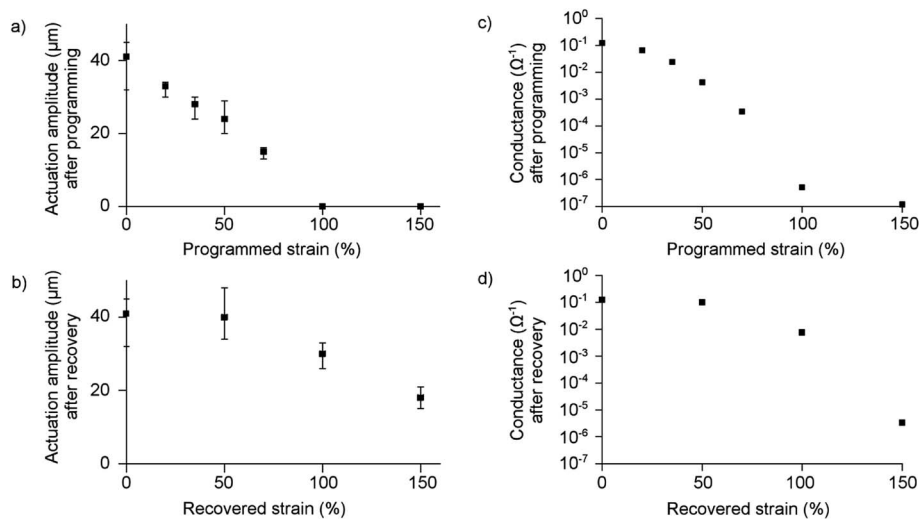 a)
Actuation amplitude (µm)
after programming
40
20
0
0 50 100 150
Programmed strain (%)
c)
Conductance (Ω⁻¹)
after programming
10⁰
10⁻¹
10⁻²
10⁻³
10⁻⁴
10⁻⁵
10⁻⁶
10⁻⁷
0 50 100 150
Programmed strain (%)
b)
Actuation amplitude (µm)
after recovery
40
20
0
0 50 100 150
Recovered strain (%)
d)
Conductance (Ω⁻¹)
after recovery
10⁰
10⁻¹
10⁻²
10⁻³
10⁻⁴
10⁻⁵
10⁻⁶
10⁻⁷
0 50 100 150
Recovered strain (%)